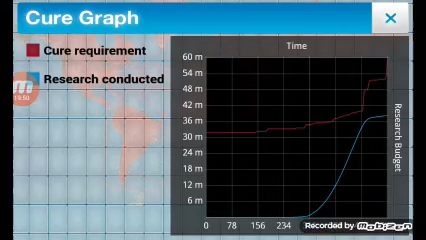 Cure Graph
Cure requirement
Research conducted
Time
60 m
54 m
48 m
42 m
36 m
30 m
24 m
18 m
12 m
6 m
0
78
156
234
Research Budget
Recorded by mobizen